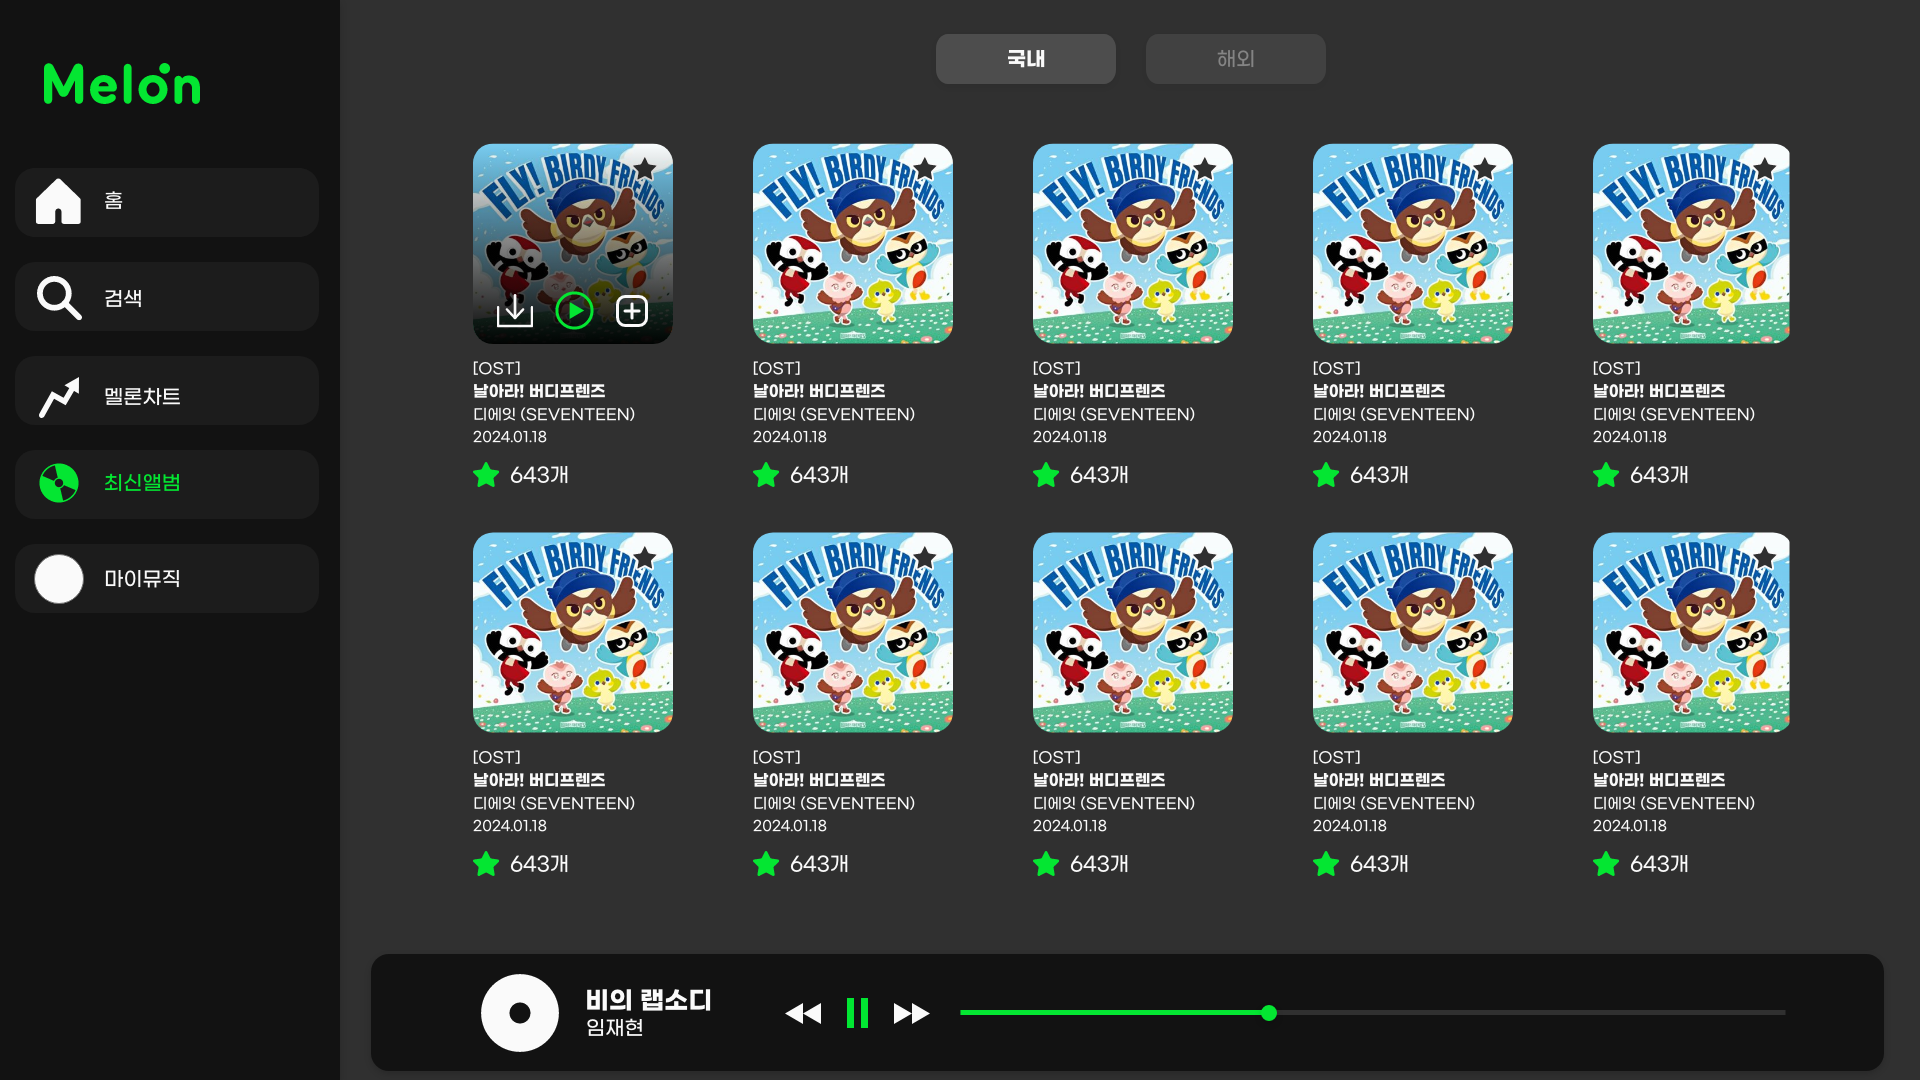 Melon
홈
검색
멜론차트
최신앨범
마이뮤직
국내
해외
FLY! BIRDY FRIENDS
FLY! BIRDY FRIENDS
FLY! BIRDY FRIENDS
FLY! BIRDY FRIENDS
FLY! BIRDY FRIENDS
[OST]
날아라! 버디프렌즈
디에잇 (SEVENTEEN)
2024.01.18
643개
[OST]
날아라! 버디프렌즈
디에잇 (SEVENTEEN)
2024.01.18
643개
[OST]
날아라! 버디프렌즈
디에잇 (SEVENTEEN)
2024.01.18
643개
[OST]
날아라! 버디프렌즈
디에잇 (SEVENTEEN)
2024.01.18
643개
[OST]
날아라! 버디프렌즈
디에잇 (SEVENTEEN)
2024.01.18
643개
FLY! BIRDY FRIENDS
FLY! BIRDY FRIENDS
FLY! BIRDY FRIENDS
FLY! BIRDY FRIENDS
FLY! BIRDY FRIENDS
[OST]
날아라! 버디프렌즈
디에잇 (SEVENTEEN)
2024.01.18
643개
[OST]
날아라! 버디프렌즈
디에잇 (SEVENTEEN)
2024.01.18
643개
[OST]
날아라! 버디프렌즈
디에잇 (SEVENTEEN)
2024.01.18
643개
[OST]
날아라! 버디프렌즈
디에잇 (SEVENTEEN)
2024.01.18
643개
[OST]
날아라! 버디프렌즈
디에잇 (SEVENTEEN)
2024.01.18
643개
비의 랩소디
임재현